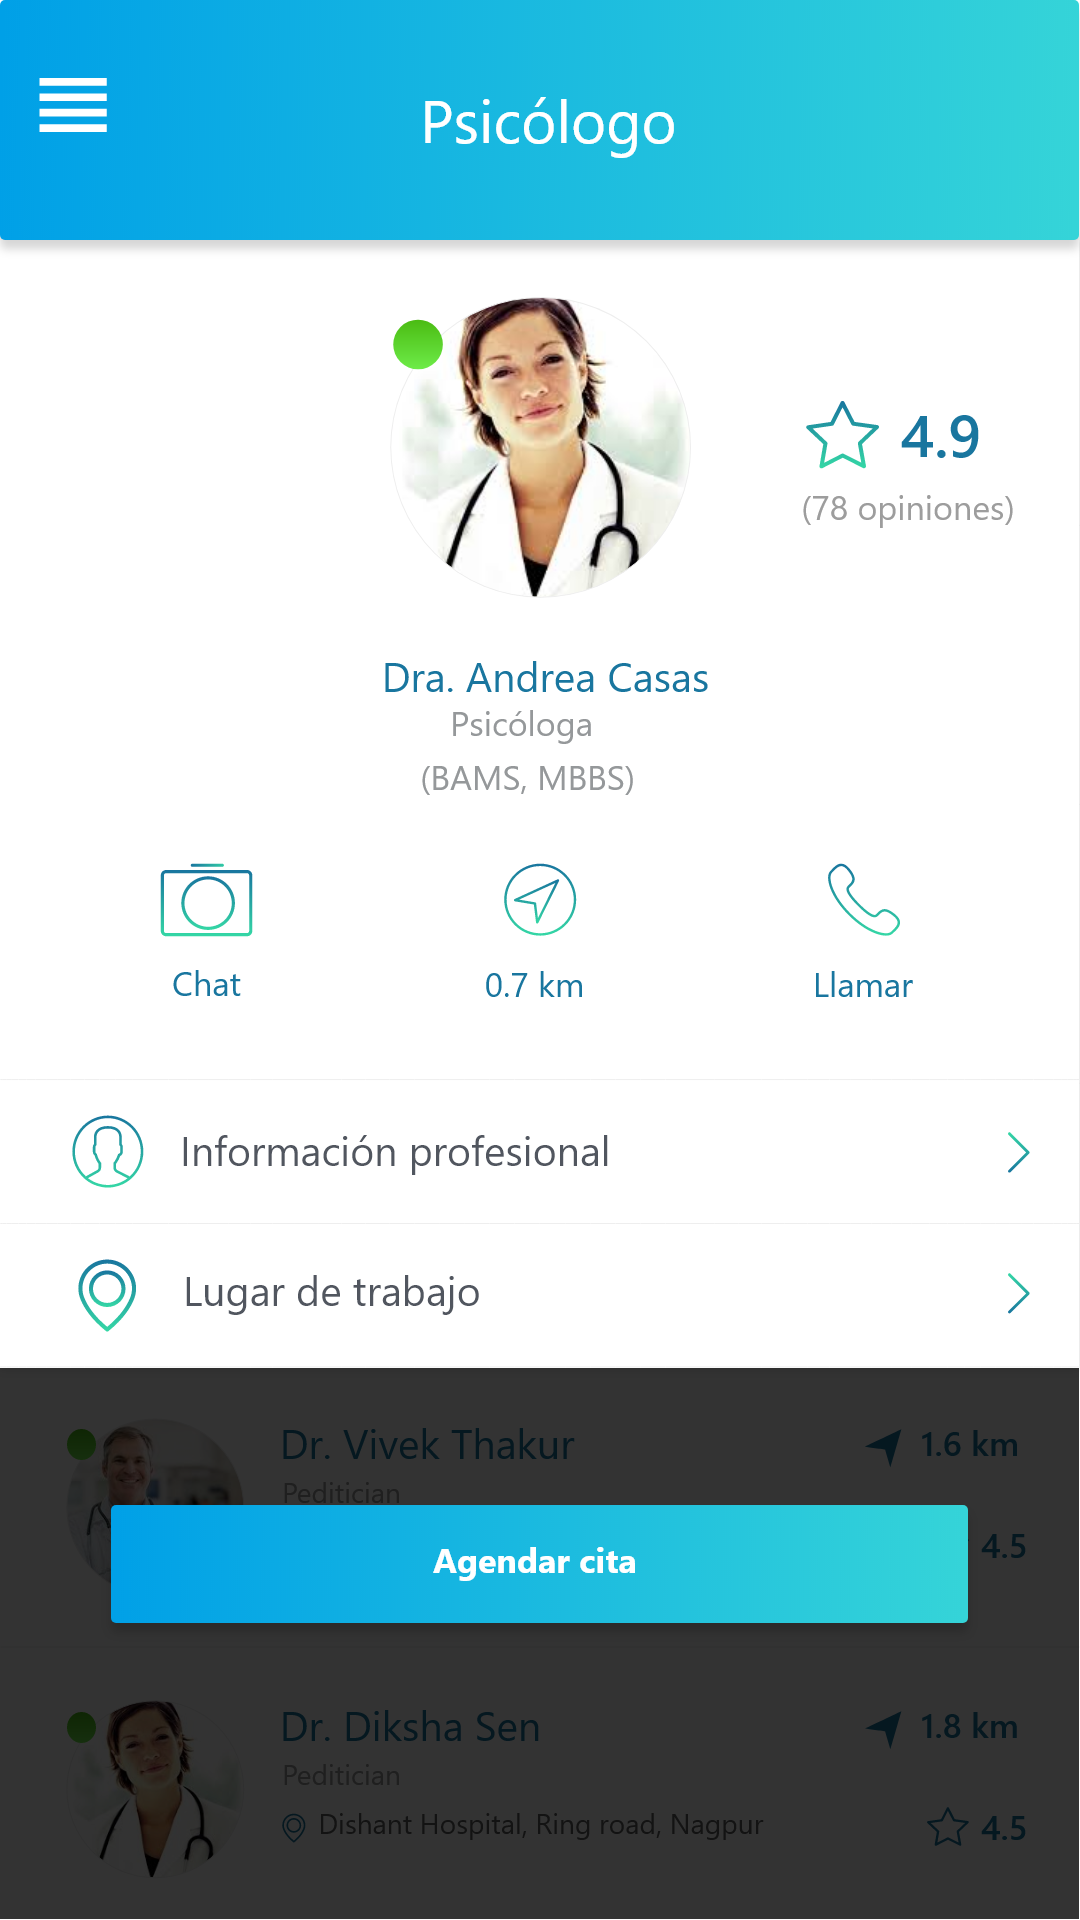 Psicólogo
4.9
(78 opiniones)
Dra. Andrea Casas
Psicóloga
(BAMS, MBBS)
Chat
0.7 km
Llamar
Información profesional
Lugar de trabajo
Dr. Vivek Thakur
1.6 km
Peditician
4.5
Agendar cita
Dr. Diksha Sen
1.8 km
Peditician
Dishant Hospital, Ring road, Nagpur
4.5